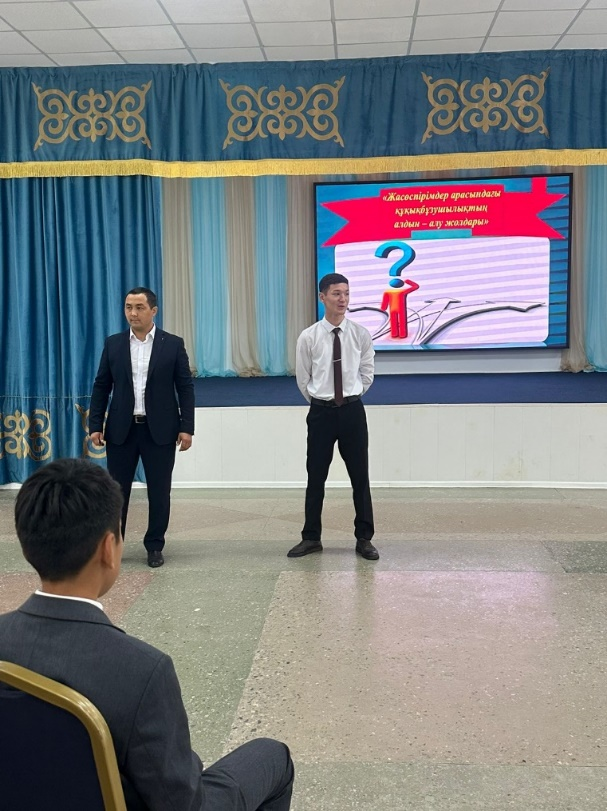 «Жасөспірімдер арасындағы
құқықбұзушылықтың
алдын – алу жолдары»